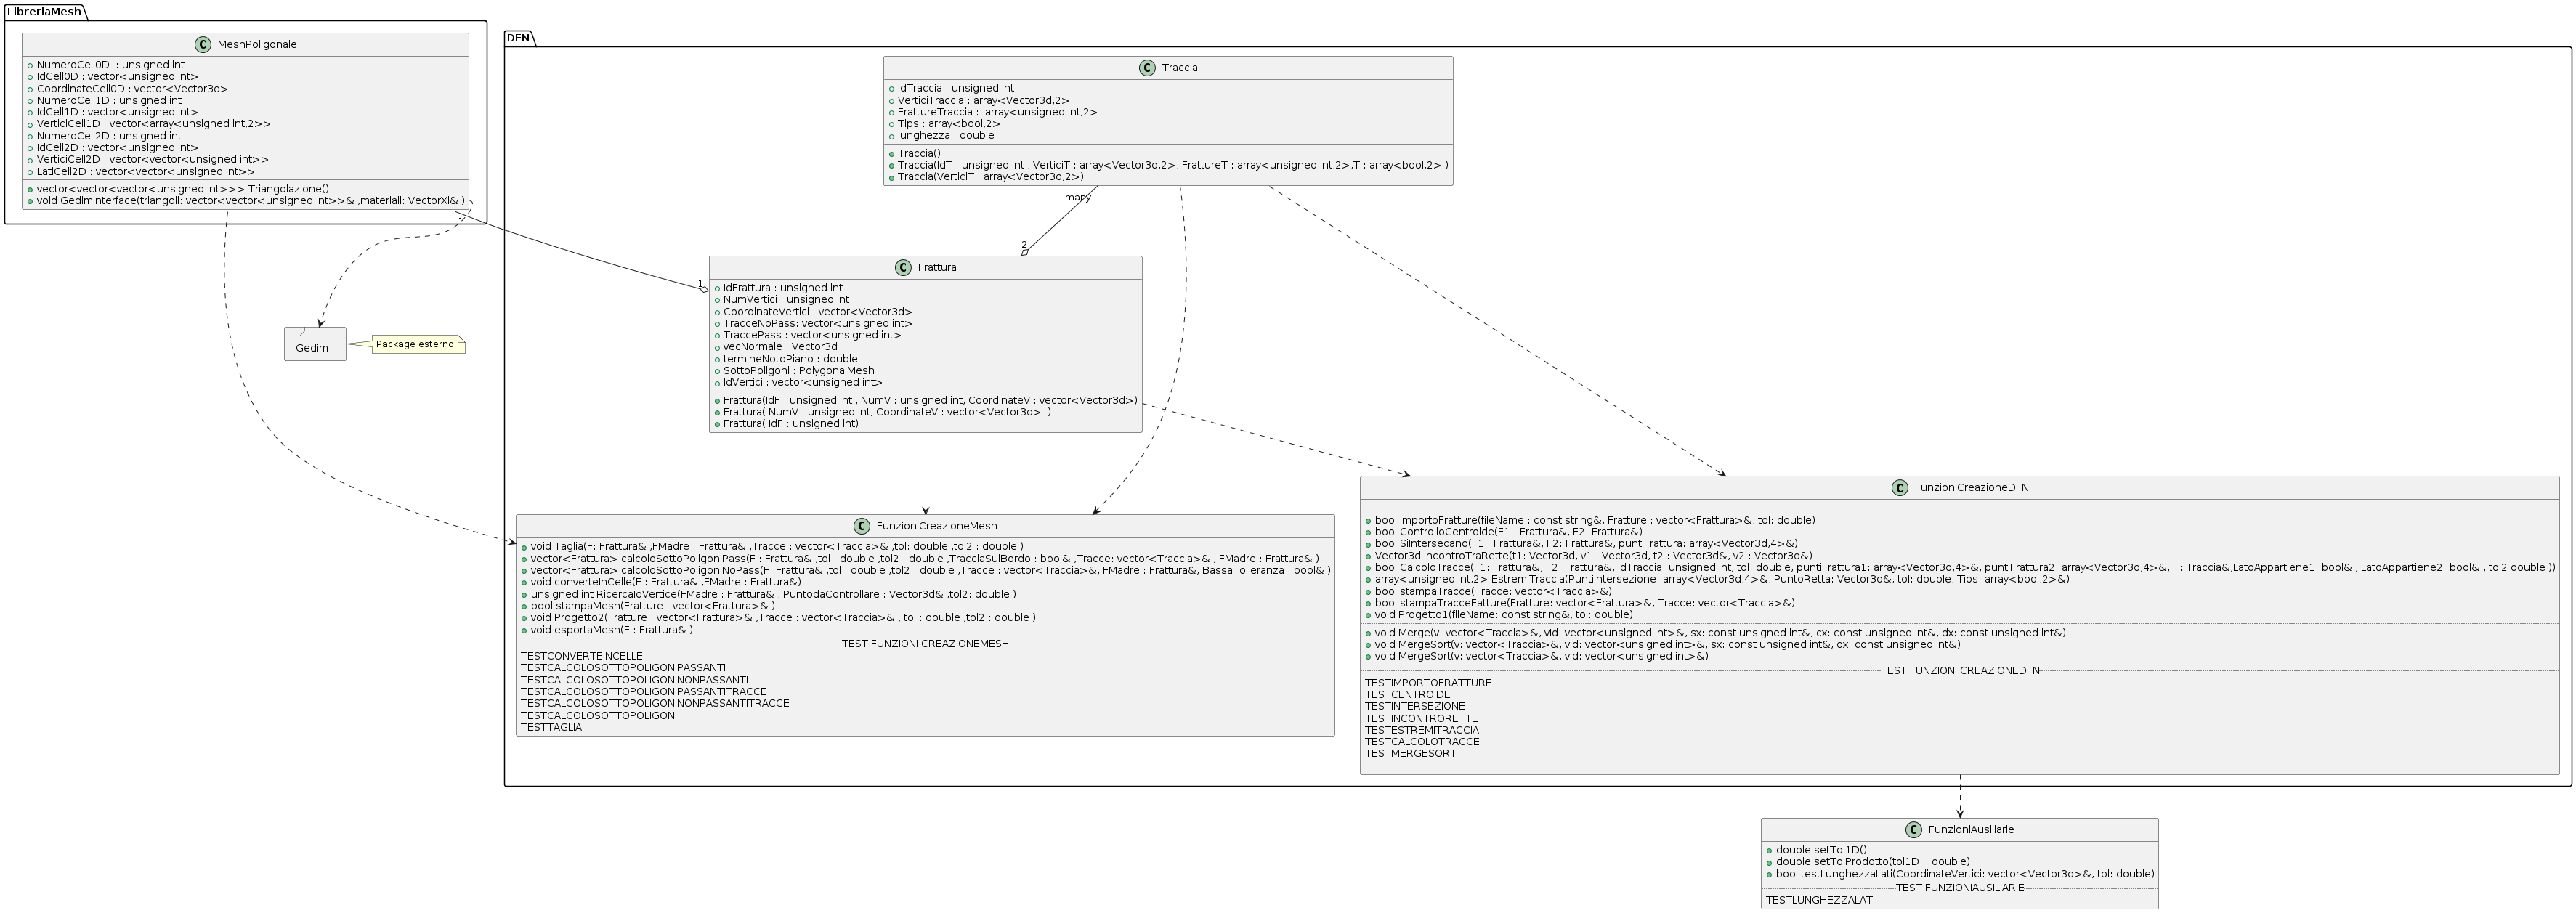 LibreriaMesh
C MeshPoligonale
NumeroCell0D : unsigned int
IdCell0D : vector<unsigned int>
CoordinateCell0D : vector<Vector3d>
NumeroCell1D : unsigned int
IdCell1D : vector<unsigned int>
VerticiCell1D : vector<array<unsigned int,2>>
NumeroCell2D : unsigned int
IdCell2D : vector<unsigned int>
VerticiCell2D : vector<vector<unsigned int>>
LatiCell2D : vector<vector<unsigned int>>
vector<vector<vector<unsigned int>>> Triangolazione()
void GedimInterface(triangoli: vector<vector<unsigned int>>& ,materiali: VectorXi& )
1
DFN
C Traccia
IdTraccia : unsigned int
VerticiTraccia : array<Vector3d,2>
FrattureTraccia : array<unsigned int,2>
Tips : array<bool,2>
lunghezza : double
Traccia()
Traccia(IdT : unsigned int , VerticiT : array<Vector3d,2>, FrattureT : array<unsigned int,2>,T : array<bool,2> )
Traccia(VerticiT : array<Vector3d,2>)
many
2
1
C Frattura
IdFrattura : unsigned int
NumVertici : unsigned int
CoordinateVertici : vector<Vector3d>
TracceNoPass: vector<unsigned int>
TraccePass : vector<unsigned int>
vecNormale : Vector3d
termineNotoPiano : double
SottoPoligoni : PolygonalMesh
IdVertici : vector<unsigned int>
Frattura(IdF : unsigned int , NumV : unsigned int, CoordinateV : vector<Vector3d>)
Frattura( NumV : unsigned int, CoordinateV : vector<Vector3d> )
Frattura( IdF : unsigned int)
Gedim
Package esterno
C FunzioniCreazioneMesh
void Taglia(F: Frattura& ,FMadre : Frattura& ,Tracce : vector<Traccia>& ,tol: double ,tol2 : double )
vector<Frattura> calcoloSottoPoligoniPass(F : Frattura& ,tol : double ,tol2 : double ,TracciaSulBordo : bool& ,Tracce: vector<Traccia>& , FMadre : Frattura& )
vector<Frattura> calcoloSottoPoligoniNoPass(F: Frattura& ,tol : double ,tol2 : double ,Tracce : vector<Traccia>&, FMadre : Frattura&, BassaTolleranza : bool& )
void converteInCelle(F : Frattura& ,FMadre : Frattura&)
unsigned int RicercaIdVertice(FMadre : Frattura& , PuntodaControllare : Vector3d& ,tol2: double )
bool stampaMesh(Fratture : vector<Frattura>& )
void Progetto2(Fratture : vector<Frattura>& ,Tracce : vector<Traccia>& , tol : double ,tol2 : double )
void esportaMesh(F : Frattura& )
TEST FUNZIONI CREAZIONEMESH
TESTCONVERTEINCELLE
TESTCALCOLOSOTTOPOLIGONIPASSANTI
TESTCALCOLOSOTTOPOLIGONINONPASSANTI
TESTCALCOLOSOTTOPOLIGONIPASSANTITRACCE
TESTCALCOLOSOTTOPOLIGONINONPASSANTITRACCE
TESTCALCOLOSOTTOPOLIGONI
TESTTAGLIA
C FunzioniCreazioneDFN
bool importoFratture(fileName : const string&, Fratture : vector<Frattura>&, tol: double)
bool ControlloCentroide(F1 : Frattura&, F2: Frattura&)
bool SiIntersecano(F1 : Frattura&, F2: Frattura&, puntiFrattura: array<Vector3d,4>&)
Vector3d IncontroTraRette(t1: Vector3d, v1 : Vector3d, t2 : Vector3d&, v2 : Vector3d&)
bool CalcoloTracce(F1: Frattura&, F2: Frattura&, IdTraccia: unsigned int, tol: double, puntiFrattura1: array<Vector3d,4>&, puntiFrattura2: array<Vector3d,4>&, T: Traccia&,LatoAppartiene1: bool& , LatoAppartiene2: bool& , tol2 double ))
array<unsigned int,2> EstremiTraccia(PuntiIntersezione: array<Vector3d,4>&, PuntoRetta: Vector3d&, tol: double, Tips: array<bool,2>&)
bool stampaTracce(Tracce: vector<Traccia>&)
bool stampaTracceFatture(Fratture: vector<Frattura>&, Tracce: vector<Traccia>&)
void Progetto1(fileName: const string&, tol: double)
void Merge(v: vector<Traccia>&, vId: vector<unsigned int>&, sx: const unsigned int&, cx: const unsigned int&, dx: const unsigned int&)
void MergeSort(v: vector<Traccia>&, vId: vector<unsigned int>&, sx: const unsigned int&, dx: const unsigned int&)
void MergeSort(v: vector<Traccia>&, vId: vector<unsigned int>&)
TEST FUNZIONI CREAZIONEDFN
TESTIMPORTOFRATTURE
TESTCENTROIDE
TESTINTERSEZIONE
TESTINCONTRORETTE
TESTESTREMITRACCIA
TESTCALCOLOTRACCE
TESTMERGESORT
C FunzioniAusiliarie
double setTol1D()
double setTolProdotto(tol1D : double)
bool testLunghezzaLati(CoordinateVertici: vector<Vector3d>&, tol: double)
TEST FUNZIONIAUSILIARIE
TESTLUNGHEZZALATI